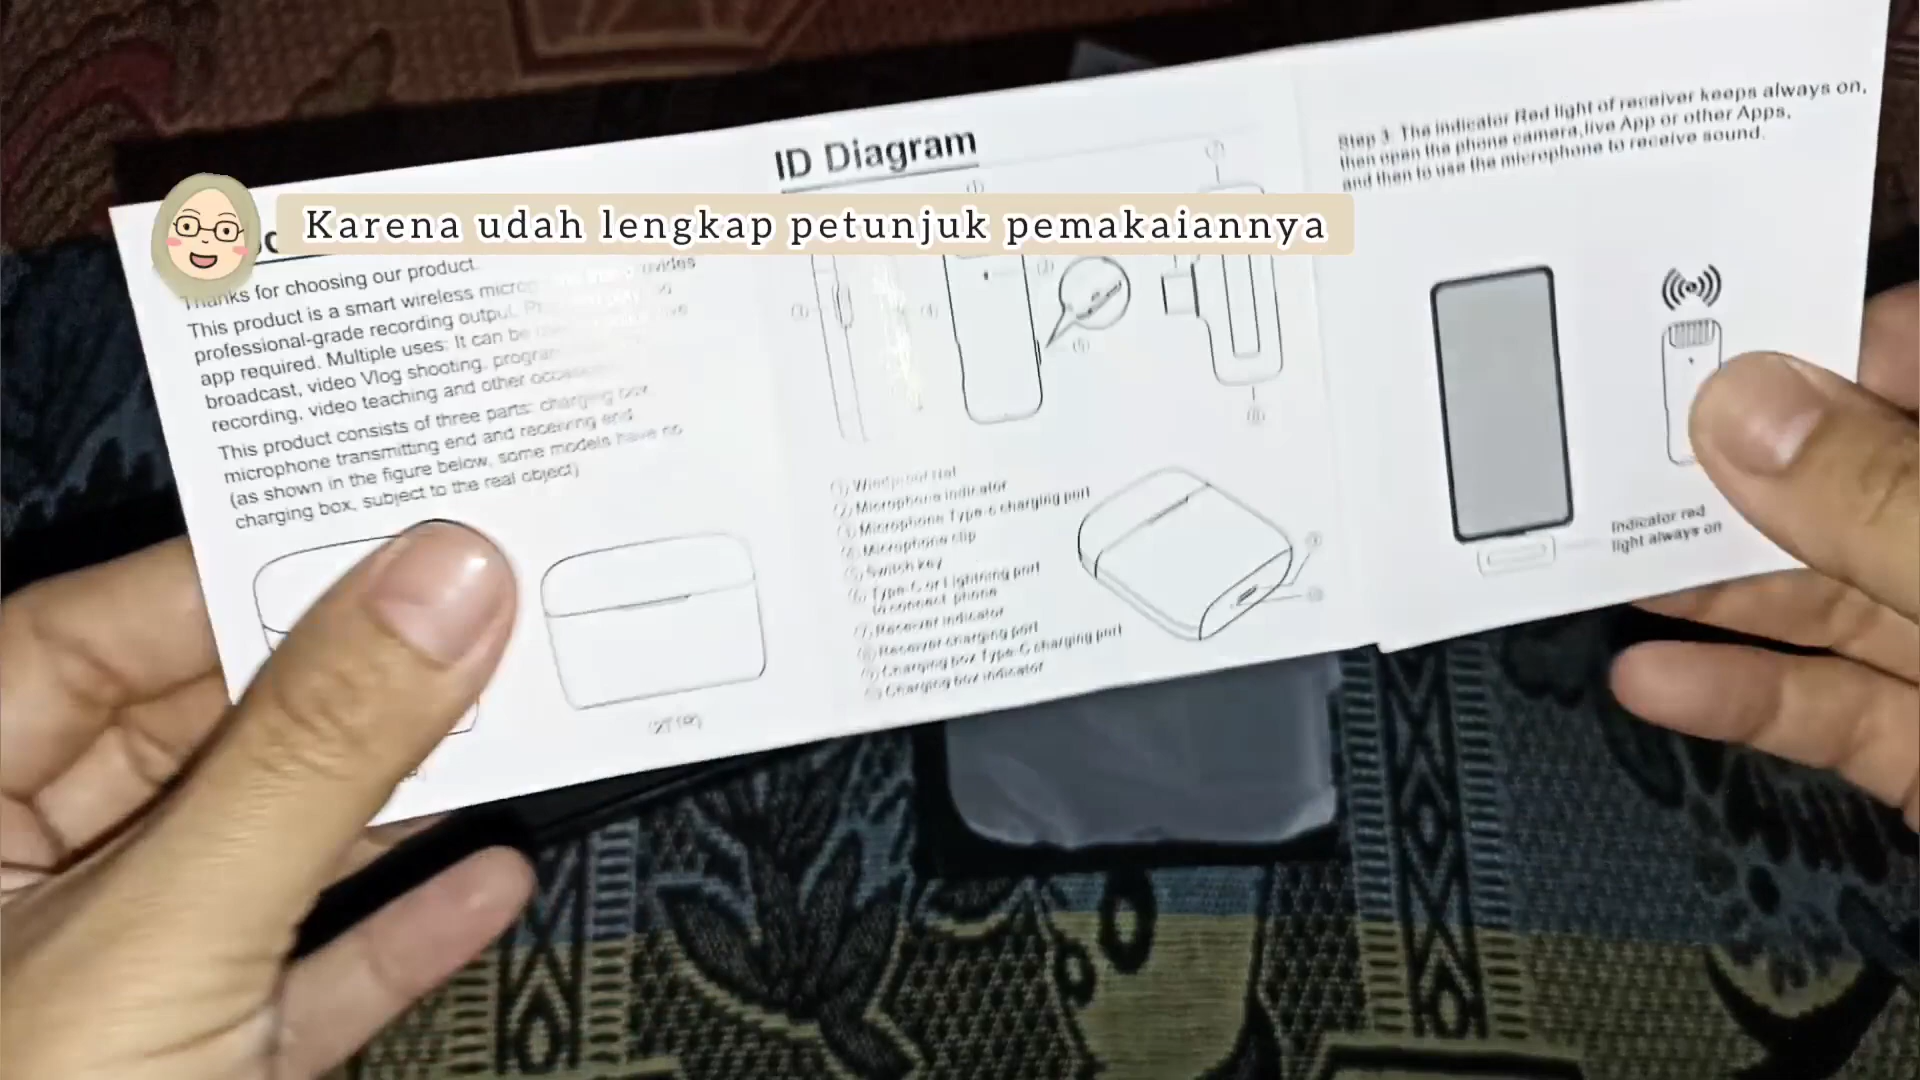 Karena udah lengkap petunjuk pemakaiannya
Thanks for choosing our product.
This product is a smart wireless
professional-grade recording output.
app required. Multiple uses: It can be
broadcast, video Vlog shooting,
recording, video teaching and other
This product consists of three parts: charging box,
microphone transmitting end and receiving end
(as shown in the figure below, some models have no
charging box, subject to the real object)
ID Diagram
Microphone indicator
Microphone Type-c charging port
Microphone clip
Switch key
Type-C or Lightning port
to connect phone
Receiver indicator
Receiver charging port
Charging box Type-C charging port
Charging box indicator
Step 3: The indicator Red light of receiver keeps always on,
then open the phone camera,live App or other Apps,
and then to use the microphone to receive sound.
Indicator red
light always on